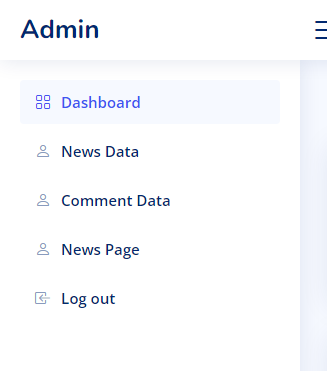 Admin
Dashboard
News Data
Comment Data
News Page
Log out